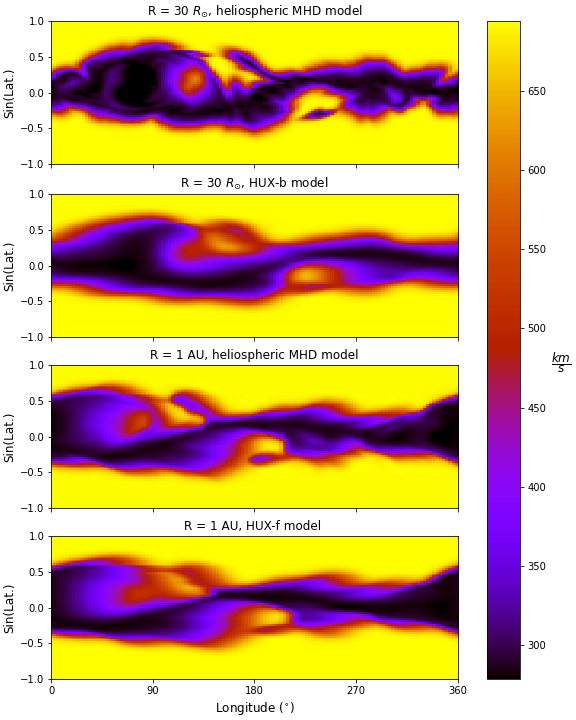 R = 30 R⊙, heliospheric MHD model
1.0
0.5
0.0
−0.5
−1.0
Sin(Lat.)
R = 30 R⊙, HUX-b model
1.0
0.5
0.0
−0.5
−1.0
Sin(Lat.)
R = 1 AU, heliospheric MHD model
1.0
0.5
0.0
−0.5
−1.0
Sin(Lat.)
R = 1 AU, HUX-f model
1.0
0.5
0.0
−0.5
−1.0
Sin(Lat.)
0 90 180 270 360
Longitude (°)
650
600
550
500
450
400
350
300
km
s